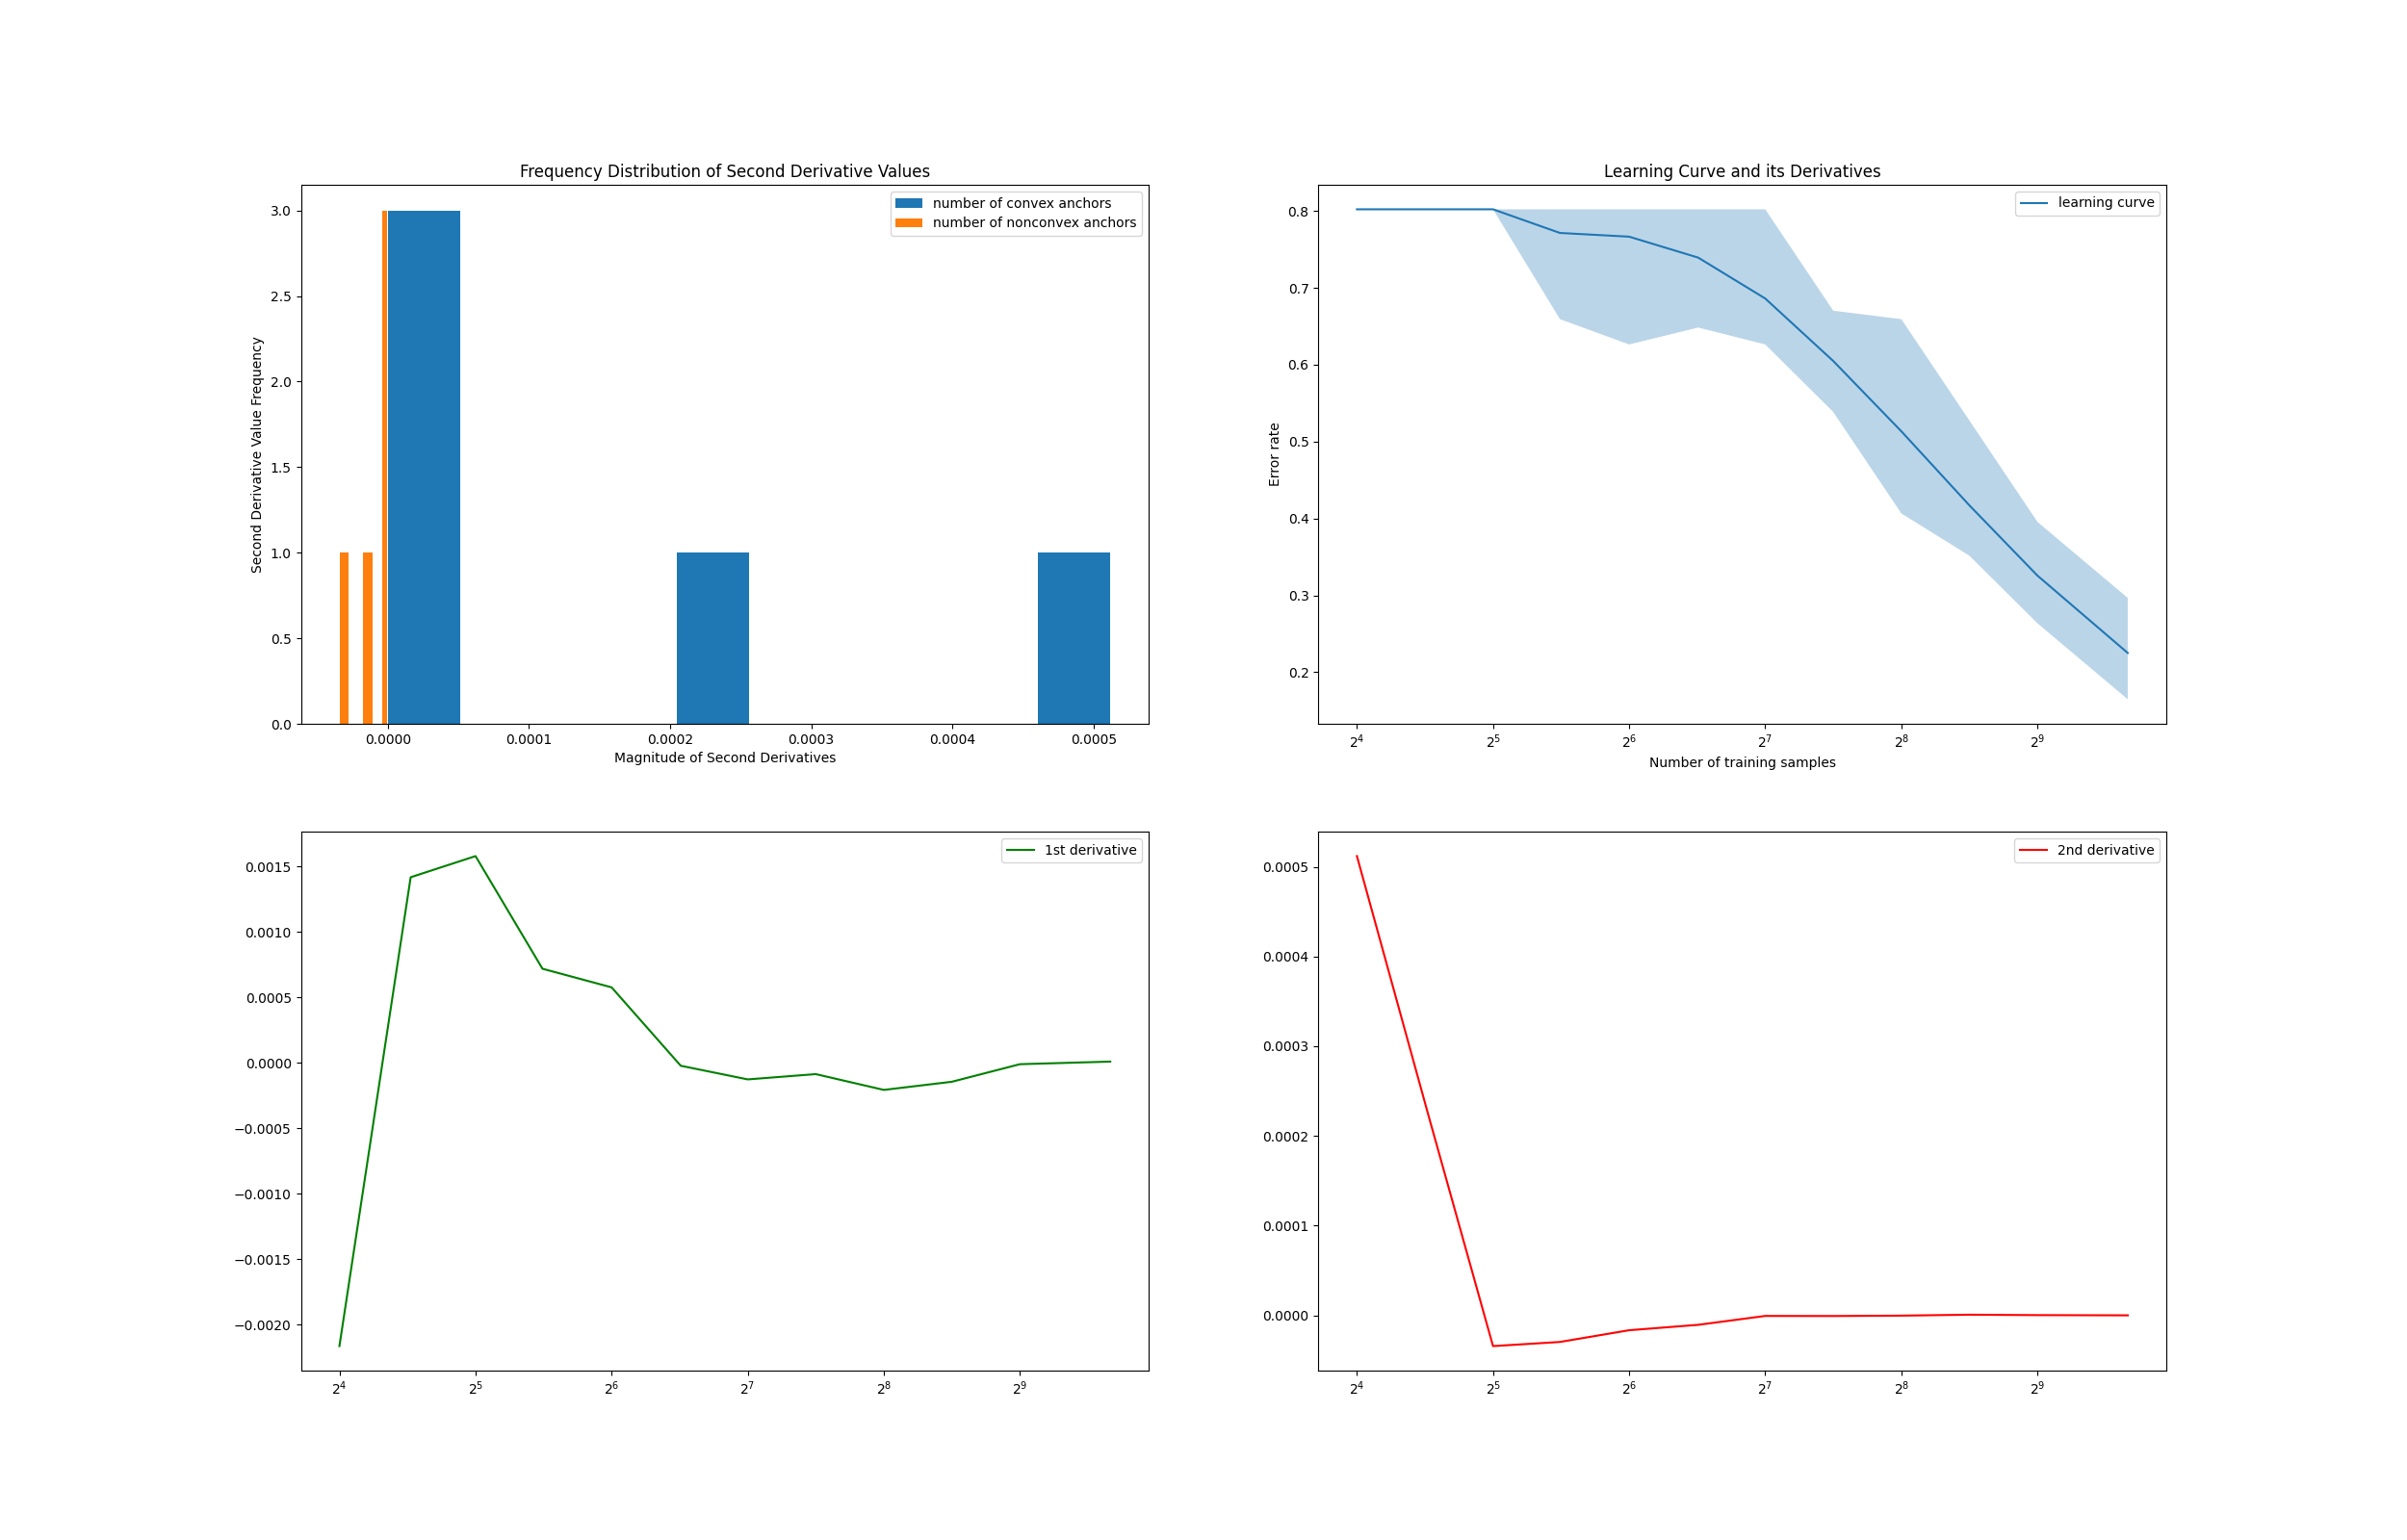 Frequency Distribution of Second Derivative Values
number of convex anchors
number of nonconvex anchors
Second Derivative Value Frequency
3.0
2.5
2.0
1.5
1.0
0.5
0.0
0.0000 0.0001 0.0002 0.0003 0.0004 0.0005
Magnitude of Second Derivatives
Learning Curve and its Derivatives
learning curve
Error rate
0.8
0.7
0.6
0.5
0.4
0.3
0.2
2⁴ 2⁵ 2⁶ 2⁷ 2⁸ 2⁹
Number of training samples
1st derivative
0.0015
0.0010
0.0005
0.0000
−0.0005
−0.0010
−0.0015
−0.0020
2⁴ 2⁵ 2⁶ 2⁷ 2⁸ 2⁹
2nd derivative
0.0005
0.0004
0.0003
0.0002
0.0001
0.0000
2⁴ 2⁵ 2⁶ 2⁷ 2⁸ 2⁹